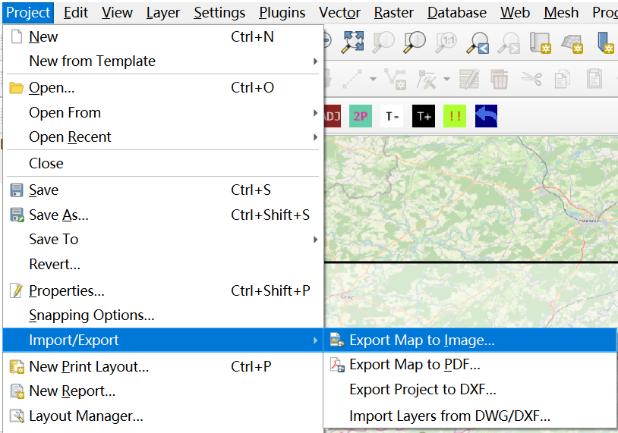 Project Edit View Layer Settings Plugins Vector Raster Database Web Mesh
New Ctrl+N
New from Template
Open... Ctrl+O
Open From
Open Recent
Close
Save Ctrl+S
Save As... Ctrl+Shift+S
Save To
Revert...
Properties... Ctrl+Shift+P
Snapping Options...
Import/Export
New Print Layout... Ctrl+P
New Report...
Layout Manager...
1:1
2P T- T+ !!
Export Map to Image...
Export Map to PDF...
Export Project to DXF...
Import Layers from DWG/DXF...